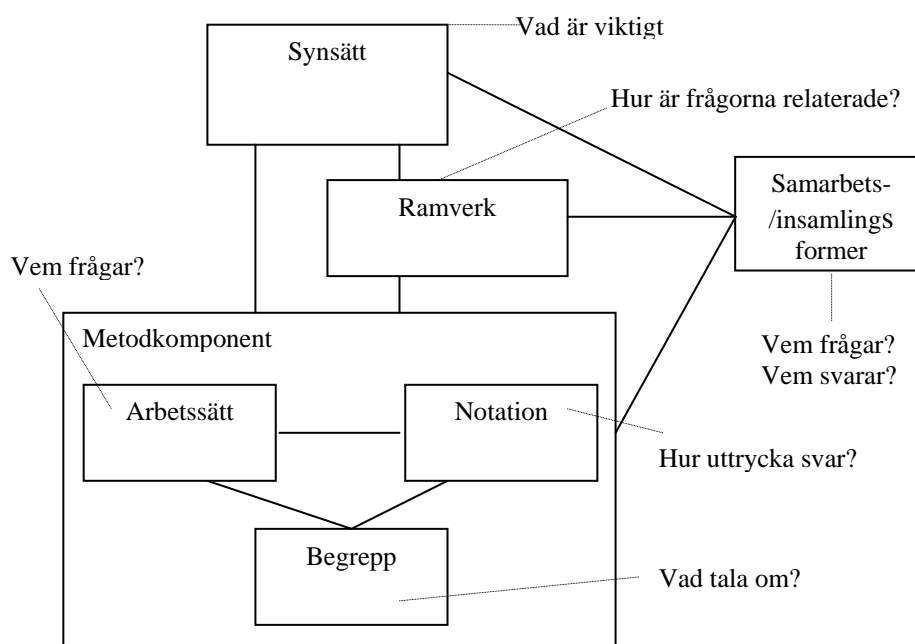 Vad är viktigt
Synsätt
Hur är frågorna relaterade?
Ramverk
Samarbets-
/insamlings
former
Vem frågar?
Metodkomponent
Vem frågar?
Vem svarar?
Arbetssätt
Notation
Hur uttrycka svar?
Begrepp
Vad tala om?